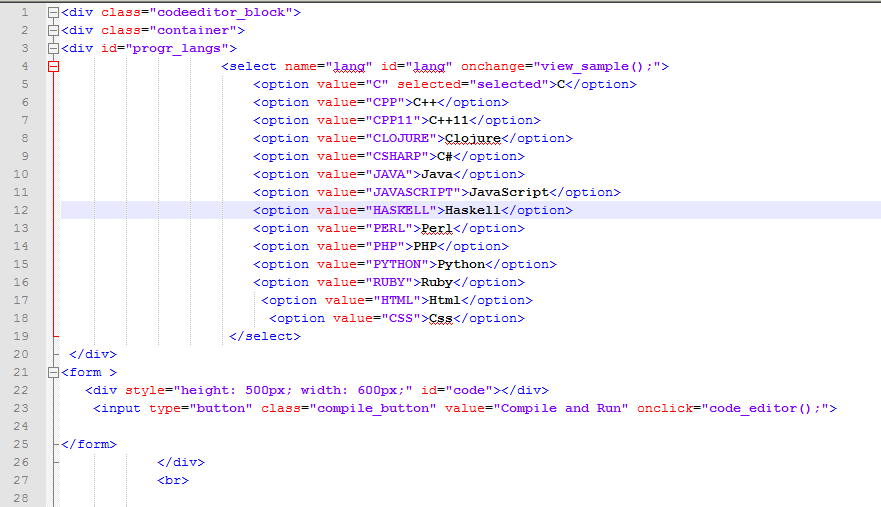 1 <div class="codeeditor_block">
2 <div class="container">
3 <div id="progr_langs">
4 <select name="lang" id="lang" onchange="view_sample();">
5 <option value="C" selected="selected">C</option>
6 <option value="CPP">C++</option>
7 <option value="CPP11">C++11</option>
8 <option value="CLOJURE">Clojure</option>
9 <option value="CSHARP">C#</option>
10 <option value="JAVA">Java</option>
11 <option value="JAVASCRIPT">JavaScript</option>
12 <option value="HASKELL">Haskell</option>
13 <option value="PERL">Perl</option>
14 <option value="PHP">PHP</option>
15 <option value="PYTHON">Python</option>
16 <option value="RUBY">Ruby</option>
17 <option value="HTML">Html</option>
18 <option value="CSS">Css</option>
19 </select>
20 </div>
21 <form >
22 <div style="height: 500px; width: 600px;" id="code"></div>
23 <input type="button" class="compile_button" value="Compile and Run" onclick="code_editor();">
24
25 </form>
26 </div>
27 <br>
28